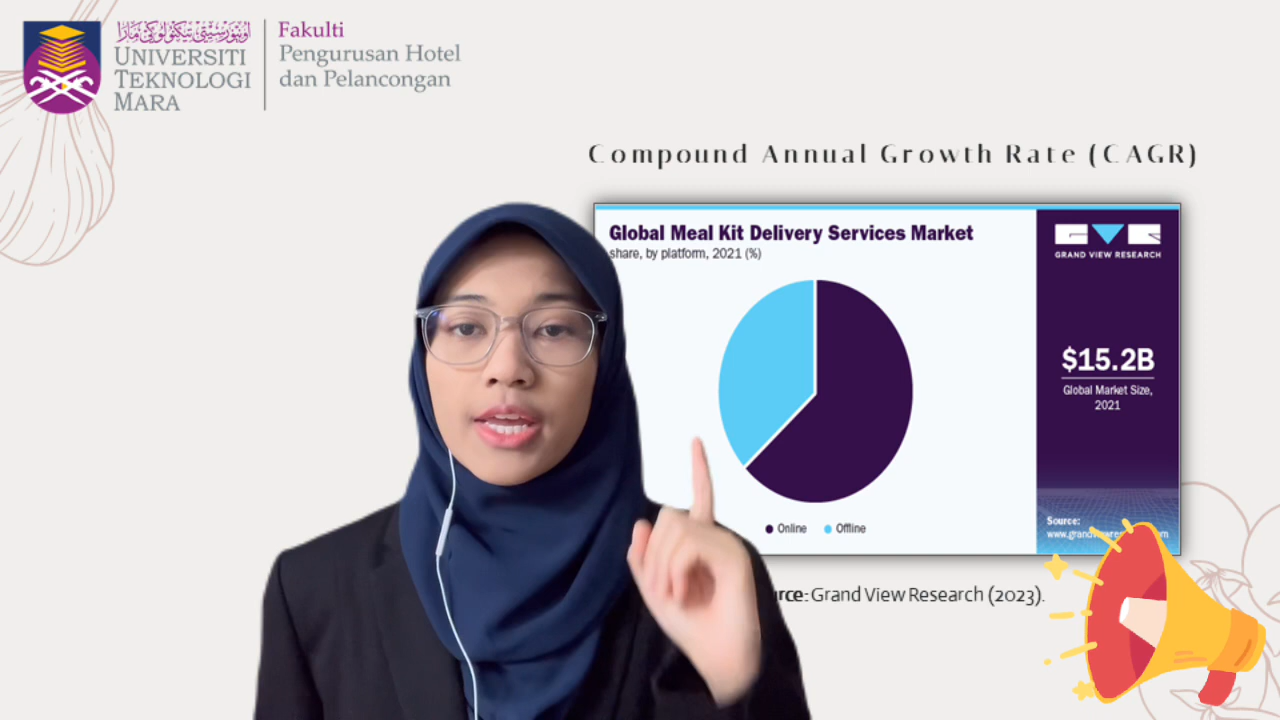 UNIVERSITI
TEKNOLOGI
MARA
Fakulti
Pengurusan Hotel
dan Pelancongan
Compound Annual Growth Rate (CAGR)
Global Meal Kit Delivery Services Market
share, by platform, 2021 (%)
GRAND VIEW RESEARCH
$15.2B
Global Market Size,
2021
Online
Offline
Source:
Grand View Research (2023).